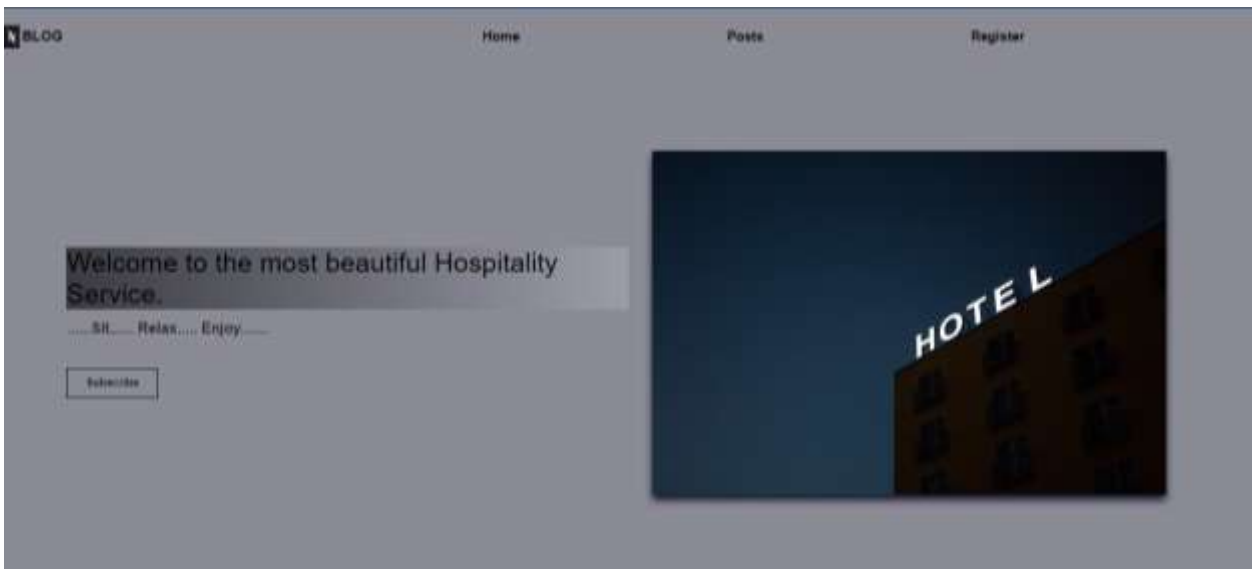 BLOG
Home
Posts
Register
Welcome to the most beautiful Hospitality
Service.
......Sit...... Relax..... Enjoy........
Subscribe
HOTEL